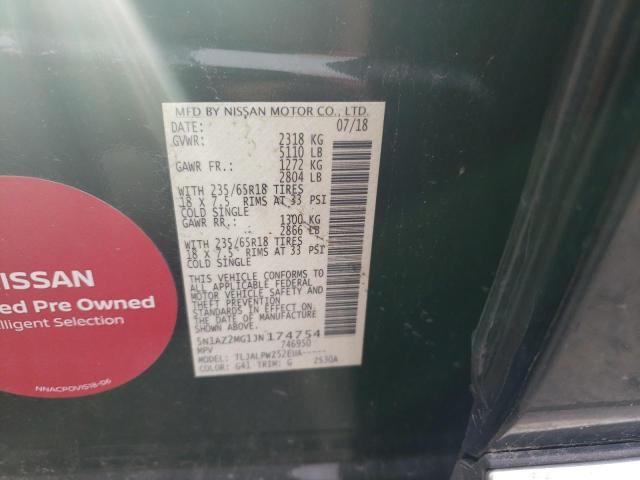 MFD BY NISSAN MOTOR CO., LTD.
DATE: 07/18
GVWR: 2318 KG
5110 LB
GAWR FR.: 1272 KG
2804 LB
WITH 235/65R18 TIRES
18 X 7.5 RIMS AT 33 PSI
COLD SINGLE
GAWR RR.: 1300 KG
2866 LB
WITH 235/65R18 TIRES
18 X 7.5 RIMS AT 33 PSI
COLD SINGLE
THIS VEHICLE CONFORMS TO
ALL APPLICABLE FEDERAL
MOTOR VEHICLE SAFETY AND
THEFT PREVENTION
STANDARDS IN EFFECT ON THE
DATE OF MANUFACTURE SHOWN
ABOVE.
5N1AZ2MG1JN174754
MPV 746950
MODEL: TLJALPWZ52EUA-----
COLOR: G41 TRIM: G 2530A
ISSAN
ed Pre Owned
elligent Selection
NNACPOVIS18-06